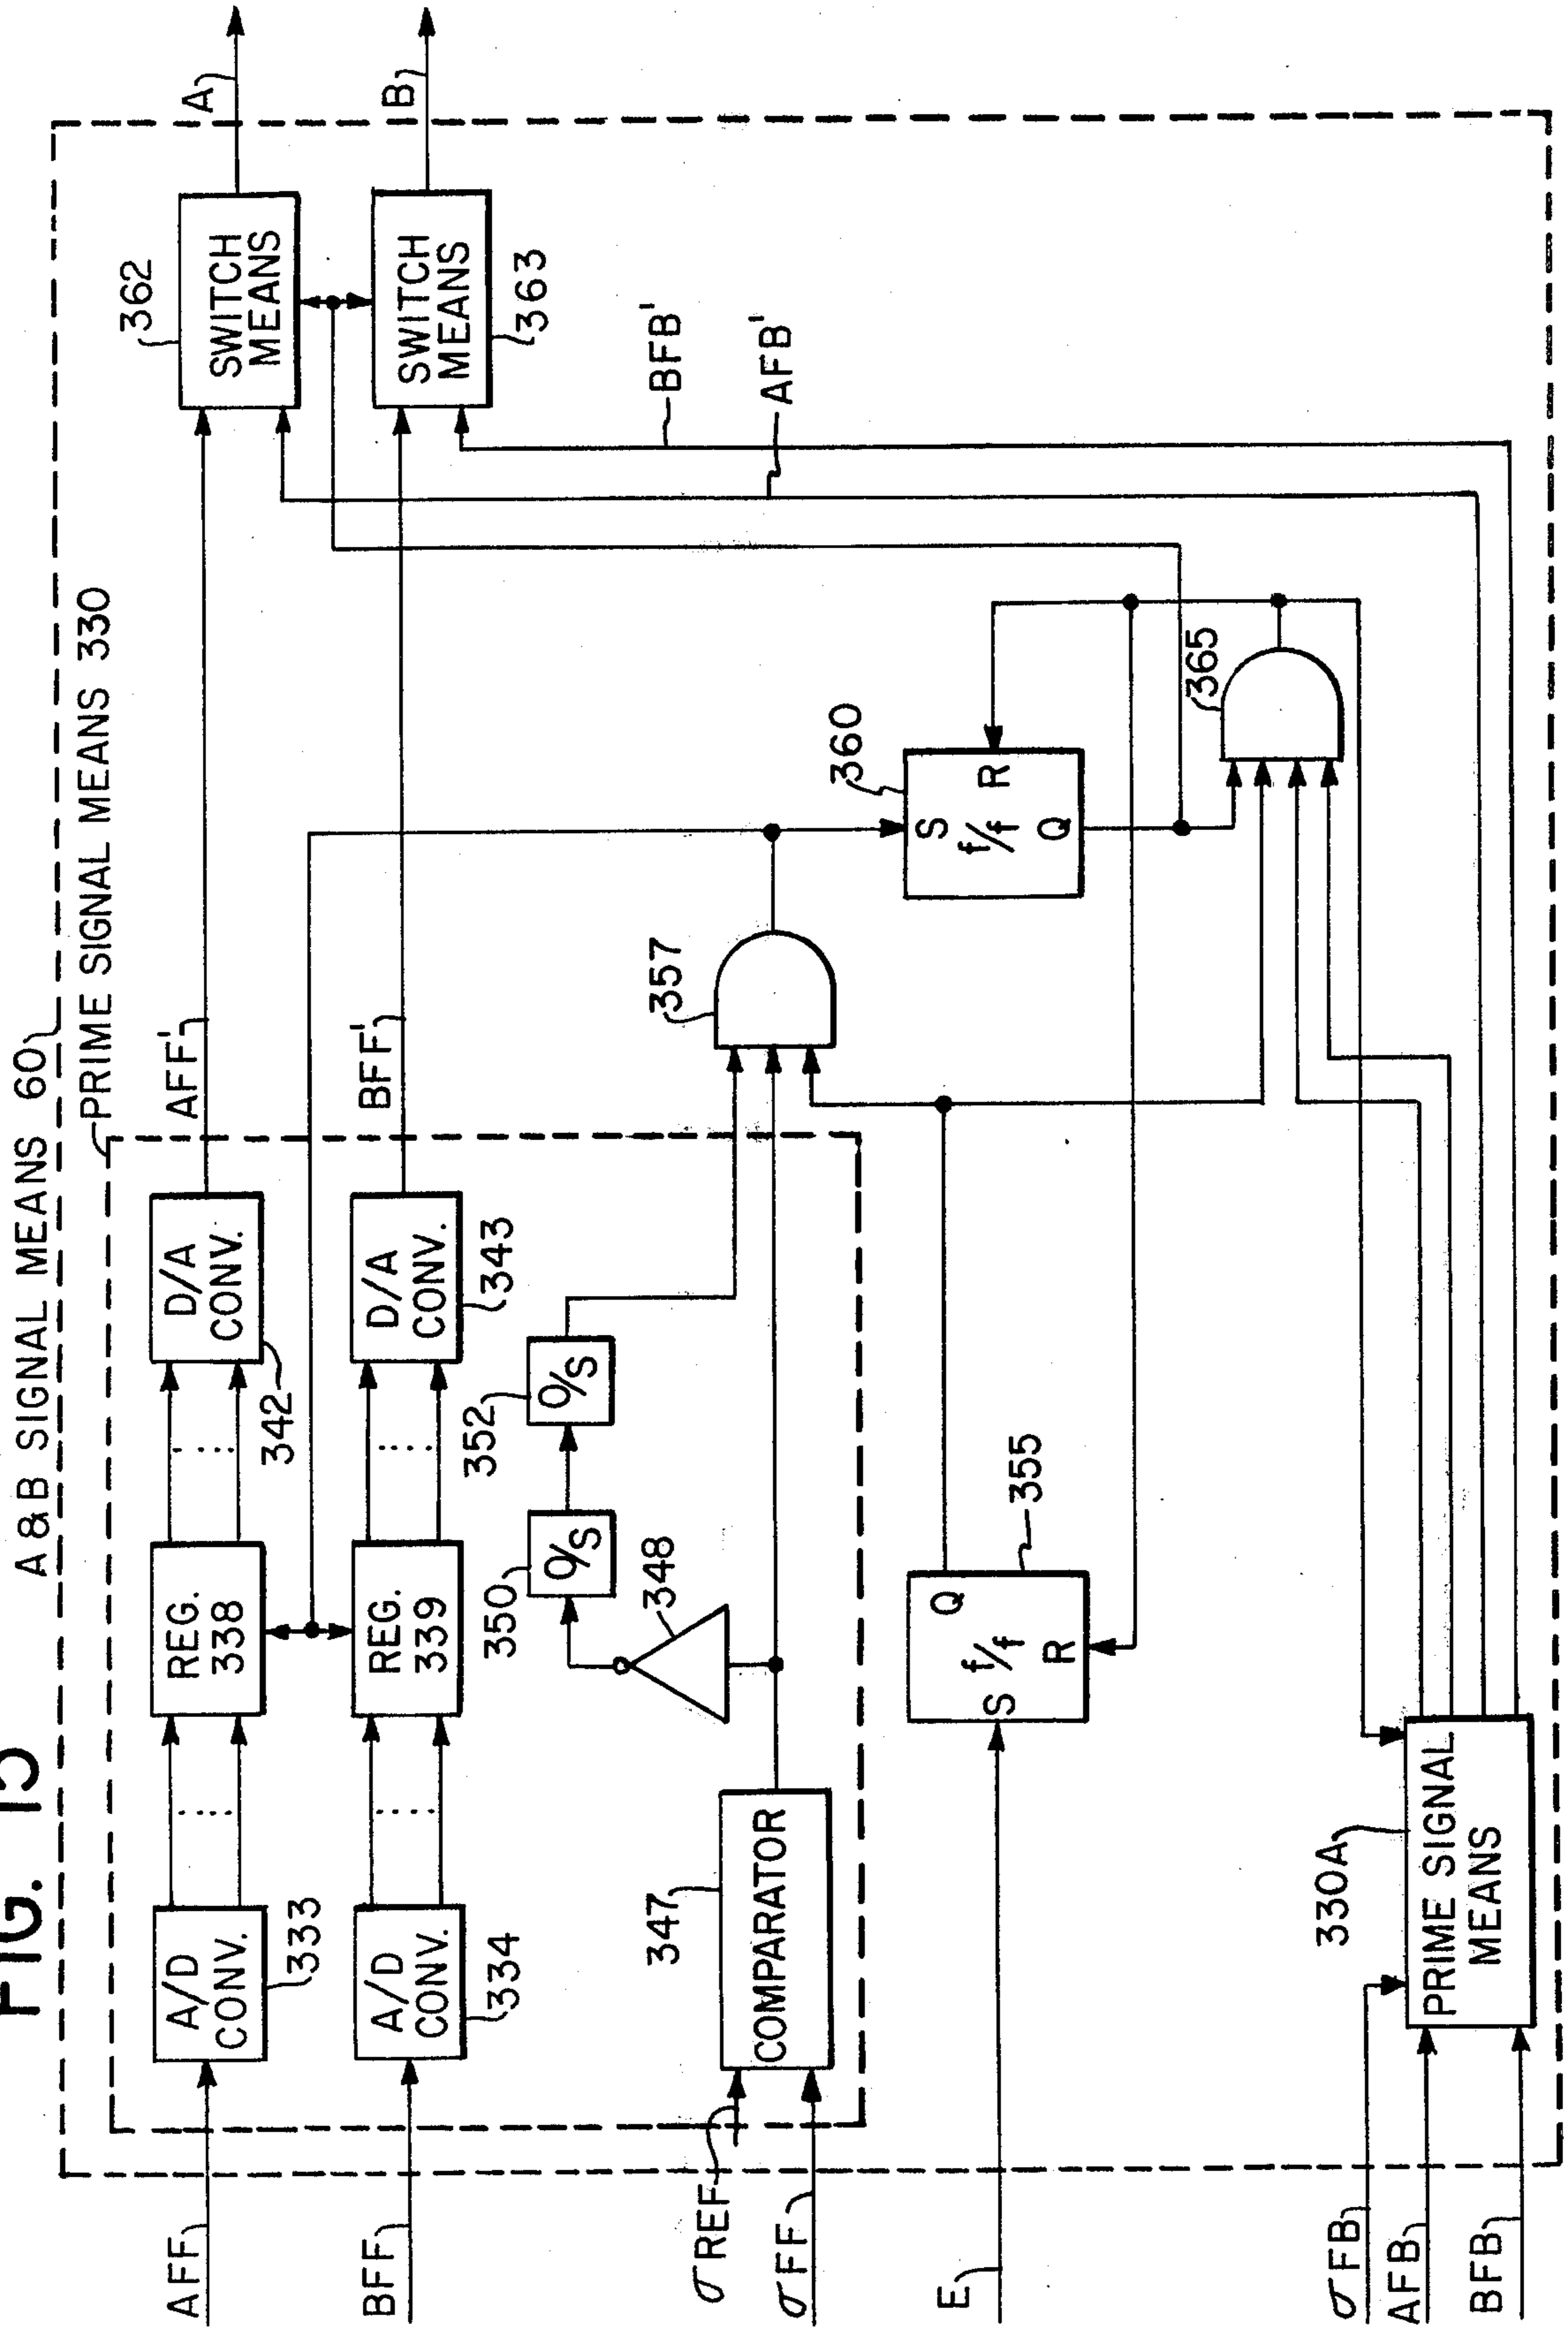 FIG. 15
A & B SIGNAL MEANS 60
PRIME SIGNAL MEANS 330
AFF
A/D
CONV.
333
REG.
338
D/A
CONV.
342
AFF'
362
SWITCH
MEANS
A
BFF
A/D
CONV.
334
REG.
339
D/A
CONV.
343
BFF'
SWITCH
MEANS
363
B
350
O/S
352
O/S
348
σREF
σFF
347
COMPARATOR
357
BFB'
AFB'
E
S f/f
Q
R
355
360
S
f/f
R
Q
365
σFB
AFB
BFB
330A
PRIME SIGNAL
MEANS